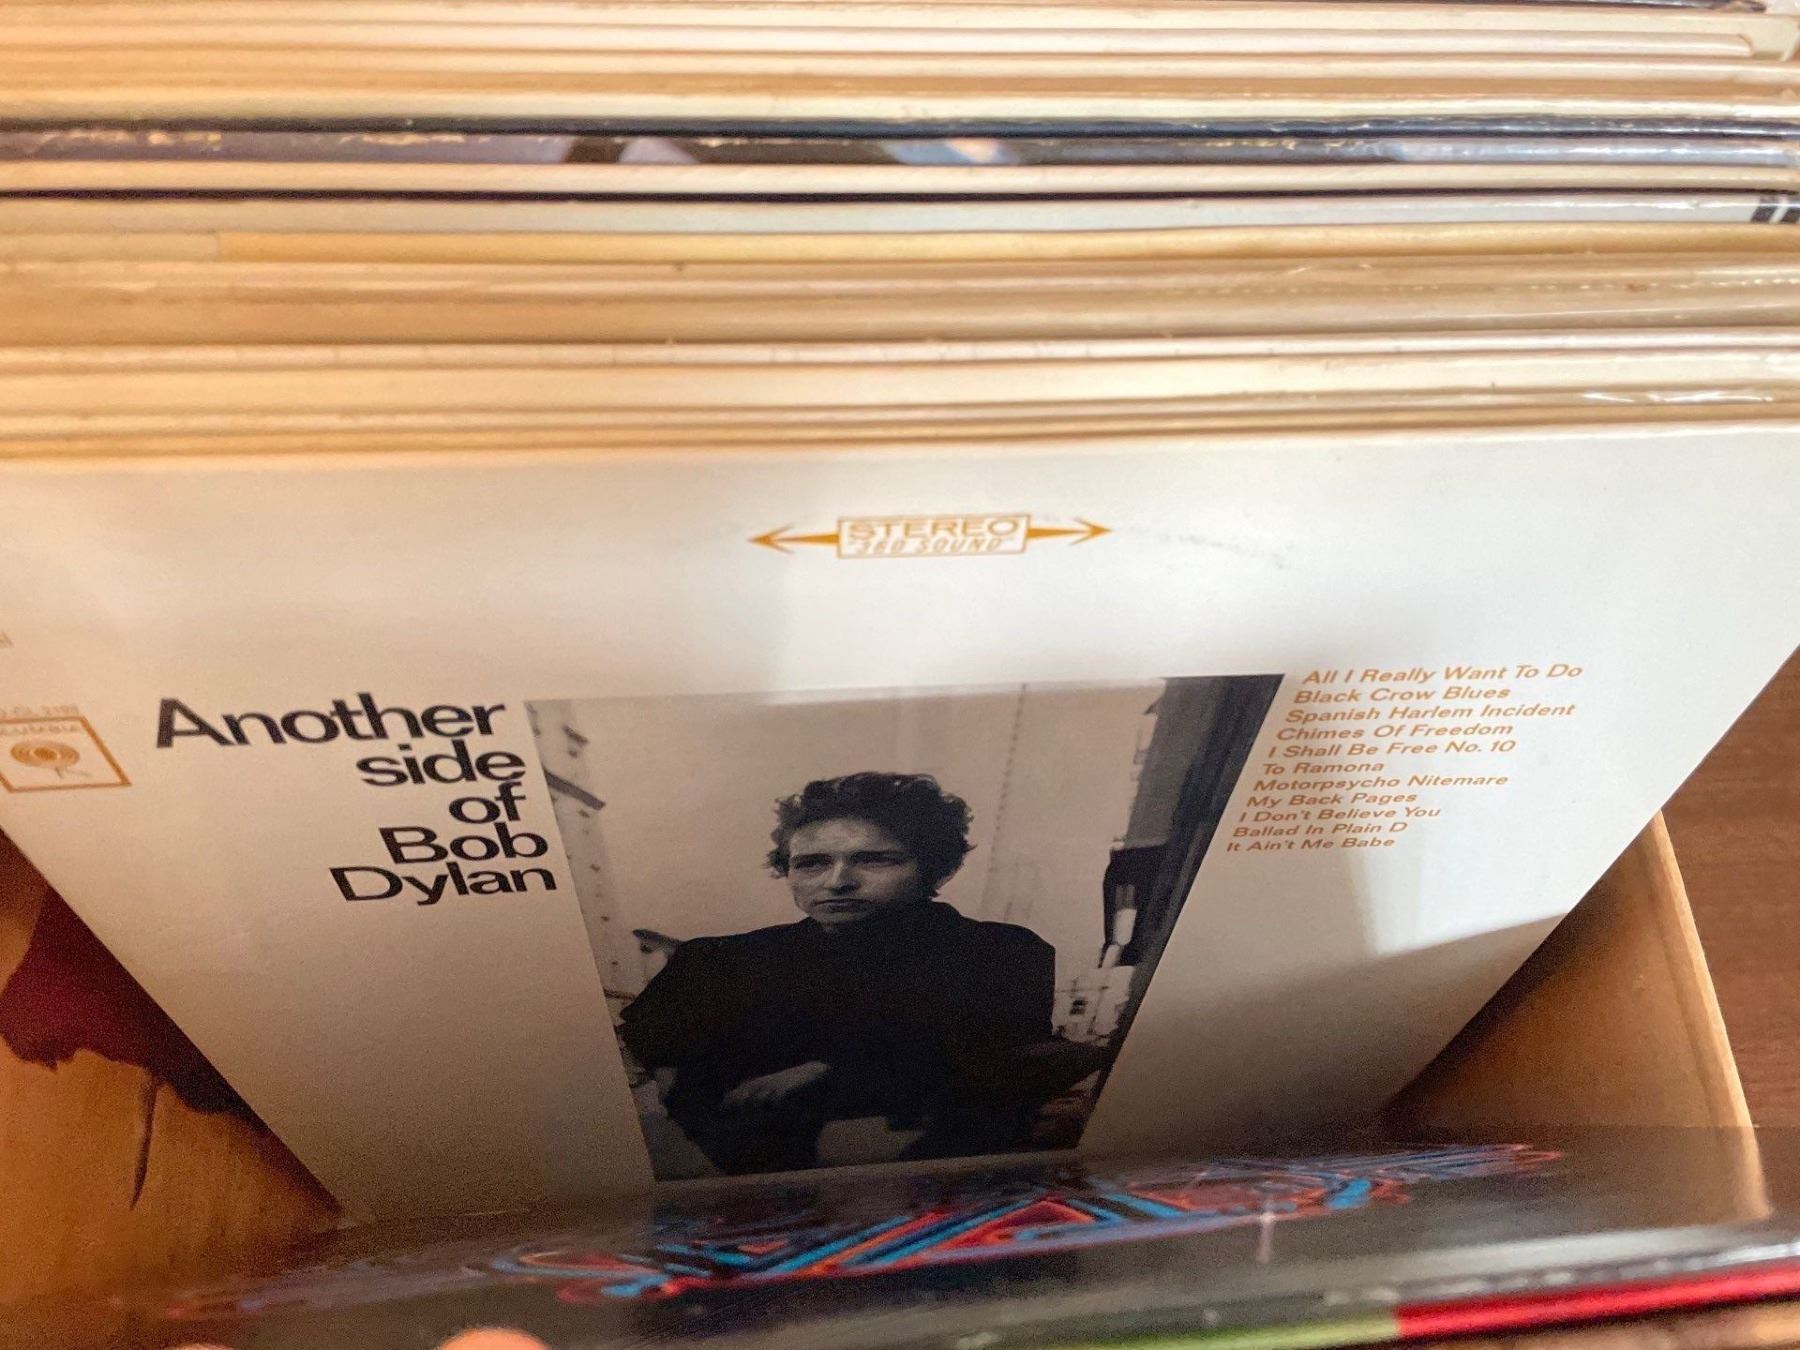 STEREO
"360 SOUND"
Another
side
of
Bob
Dylan
All I Really Want To Do
Black Crow Blues
Spanish Harlem Incident
Chimes Of Freedom
I Shall Be Free No. 10
To Ramona
Motorpsycho Nitemare
My Back Pages
I Don't Believe You
Ballad In Plain D
It Ain't Me Babe